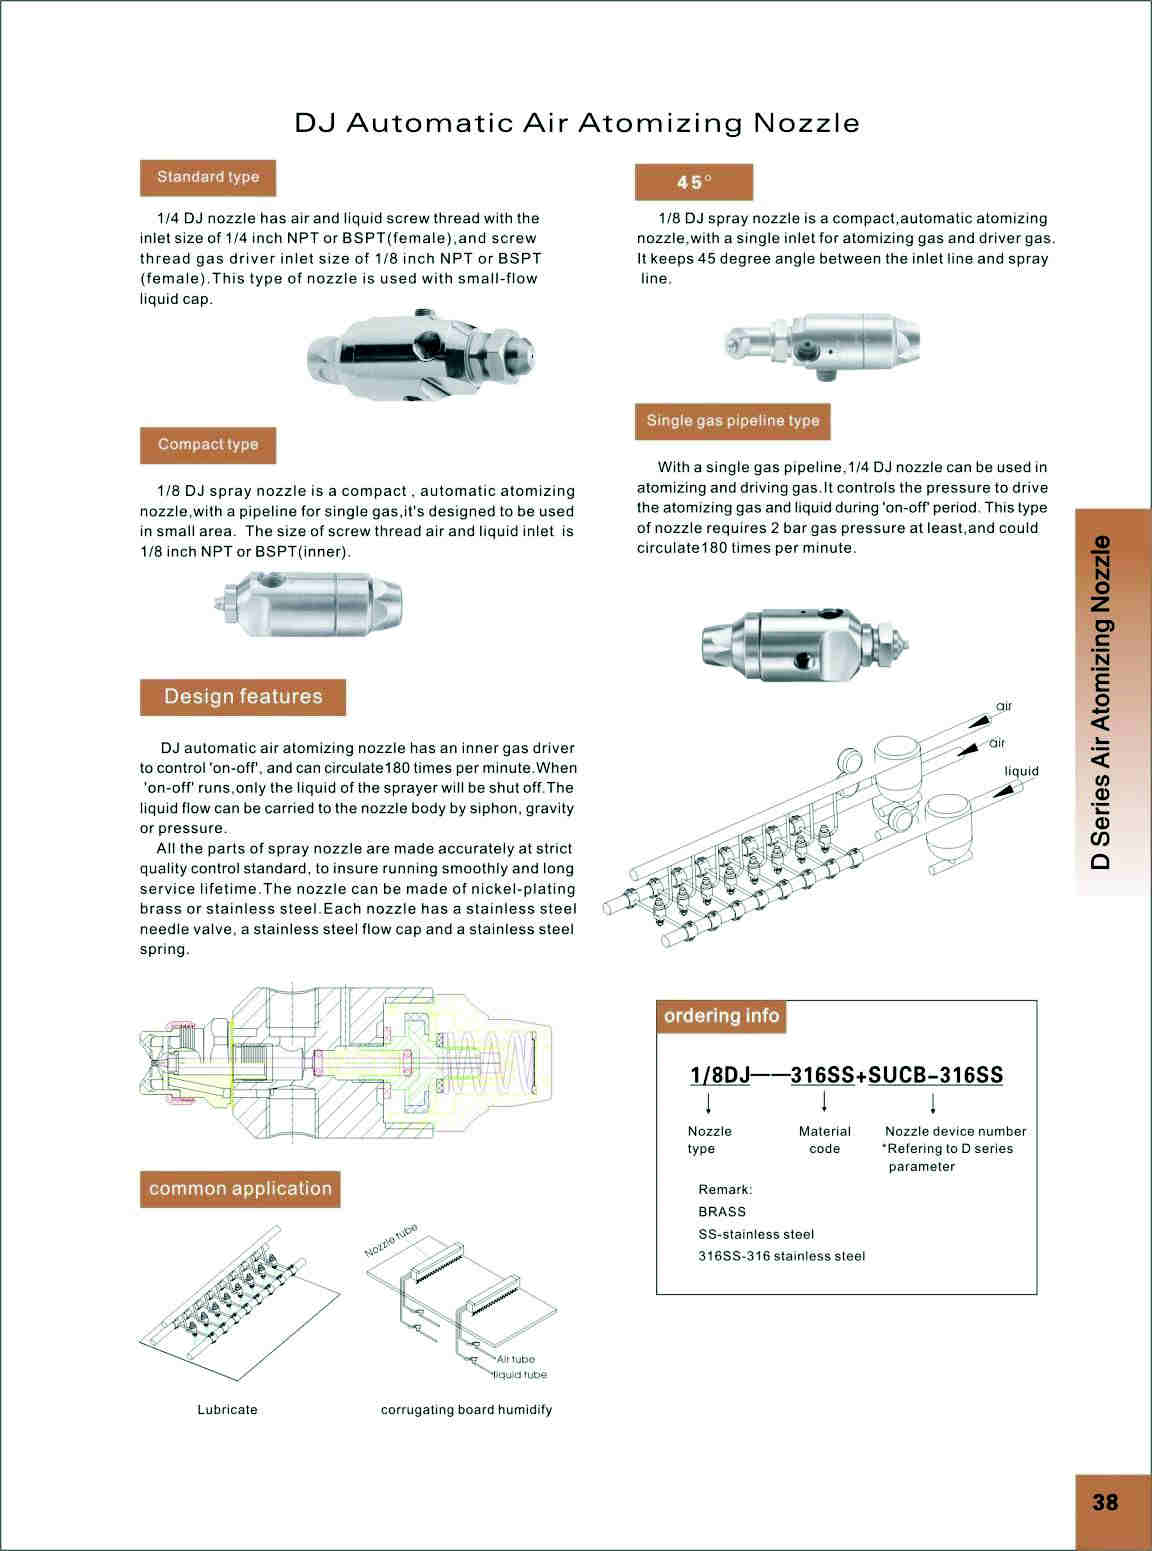 DJ Automatic Air Atomizing Nozzle
Standard type
1/4 DJ nozzle has air and liquid screw thread with the
inlet size of 1/4 inch NPT or BSPT(female),and screw
thread gas driver inlet size of 1/8 inch NPT or BSPT
(female).This type of nozzle is used with small-flow
liquid cap.
Compact type
1/8 DJ spray nozzle is a compact , automatic atomizing
nozzle,with a pipeline for single gas,it's designed to be used
in small area. The size of screw thread air and liquid inlet is
1/8 inch NPT or BSPT(inner).
Design features
DJ automatic air atomizing nozzle has an inner gas driver
to control 'on-off', and can circulate180 times per minute.When
'on-off' runs,only the liquid of the sprayer will be shut off.The
liquid flow can be carried to the nozzle body by siphon, gravity
or pressure.
All the parts of spray nozzle are made accurately at strict
quality control standard, to insure running smoothly and long
service lifetime.The nozzle can be made of nickel-plating
brass or stainless steel.Each nozzle has a stainless steel
needle valve, a stainless steel flow cap and a stainless steel
spring.
common application
Nozzle tube
Air tube
liquid tube
Lubricate
corrugating board humidify
45°
1/8 DJ spray nozzle is a compact,automatic atomizing
nozzle,with a single inlet for atomizing gas and driver gas.
It keeps 45 degree angle between the inlet line and spray
line.
Single gas pipeline type
With a single gas pipeline,1/4 DJ nozzle can be used in
atomizing and driving gas.It controls the pressure to drive
the atomizing gas and liquid during 'on-off' period. This type
of nozzle requires 2 bar gas pressure at least,and could
circulate180 times per minute.
air
air
liquid
ordering info
1/8DJ——316SS+SUCB-316SS
Nozzle type
Material code
Nozzle device number
*Refering to D series
parameter
Remark:
BRASS
SS-stainless steel
316SS-316 stainless steel
D Series Air Atomizing Nozzle
38